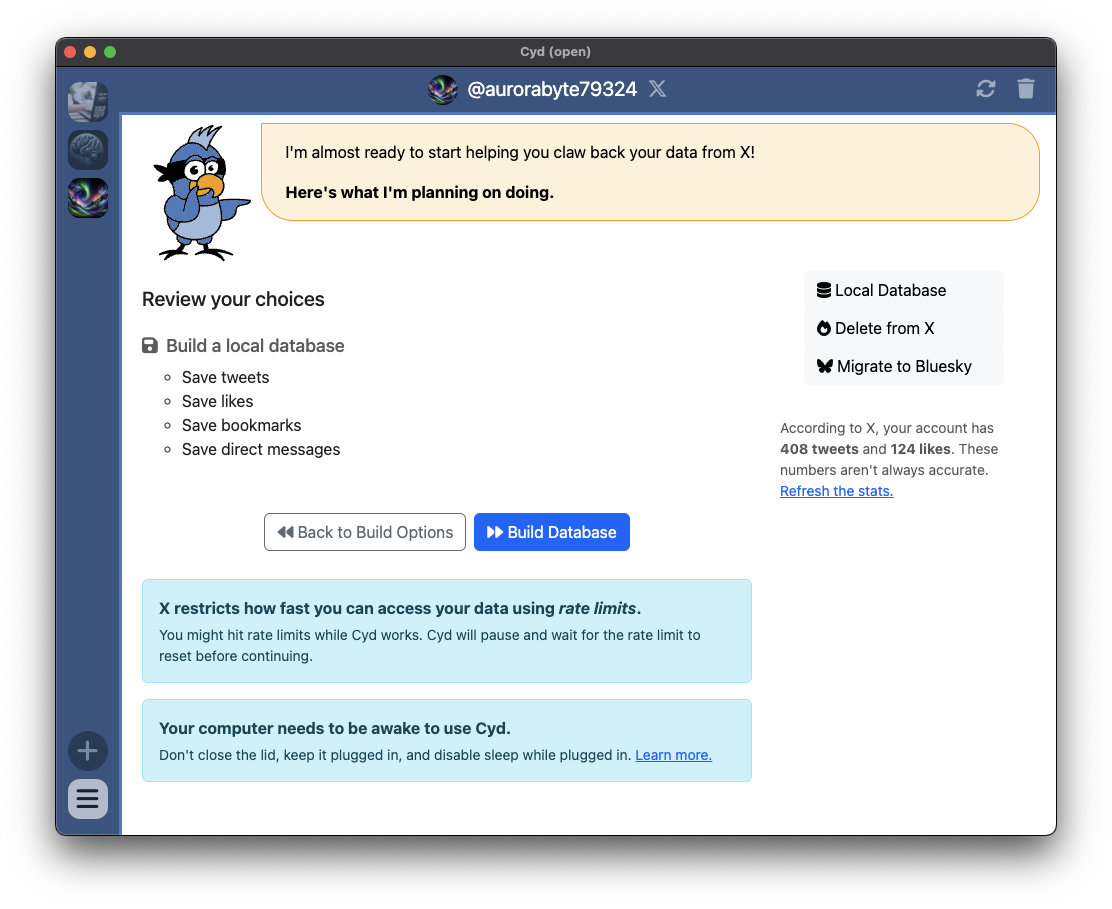 Cyd (open)
@aurorabyte79324
I'm almost ready to start helping you claw back your data from X!
Here's what I'm planning on doing.
Review your choices
Build a local database
Save tweets
Save likes
Save bookmarks
Save direct messages
Back to Build Options
Build Database
X restricts how fast you can access your data using rate limits.
You might hit rate limits while Cyd works. Cyd will pause and wait for the rate limit to
reset before continuing.
Your computer needs to be awake to use Cyd.
Don't close the lid, keep it plugged in, and disable sleep while plugged in. Learn more.
Local Database
Delete from X
Migrate to Bluesky
According to X, your account has
408 tweets and 124 likes. These
numbers aren't always accurate.
Refresh the stats.